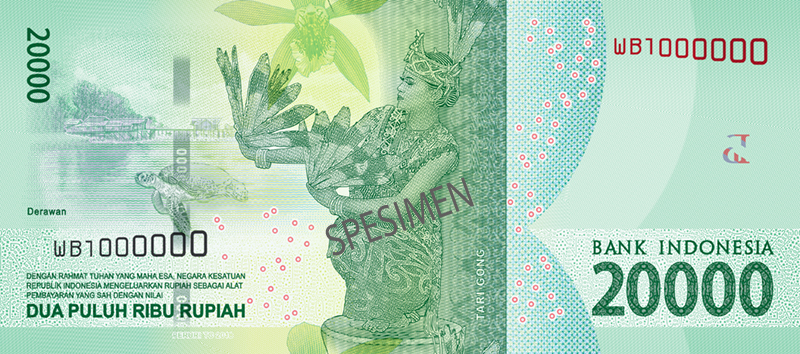 20000
WB1000000
Derawan
WB1000000
SPESIMEN
TARI GONG
DENGAN RAHMAT TUHAN YANG MAHA ESA, NEGARA KESATUAN
REPUBLIK INDONESIA MENGELUARKAN RUPIAH SEBAGAI ALAT
PEMBAYARAN YANG SAH DENGAN NILAI
DUA PULUH RIBU RUPIAH
BANK INDONESIA
20000